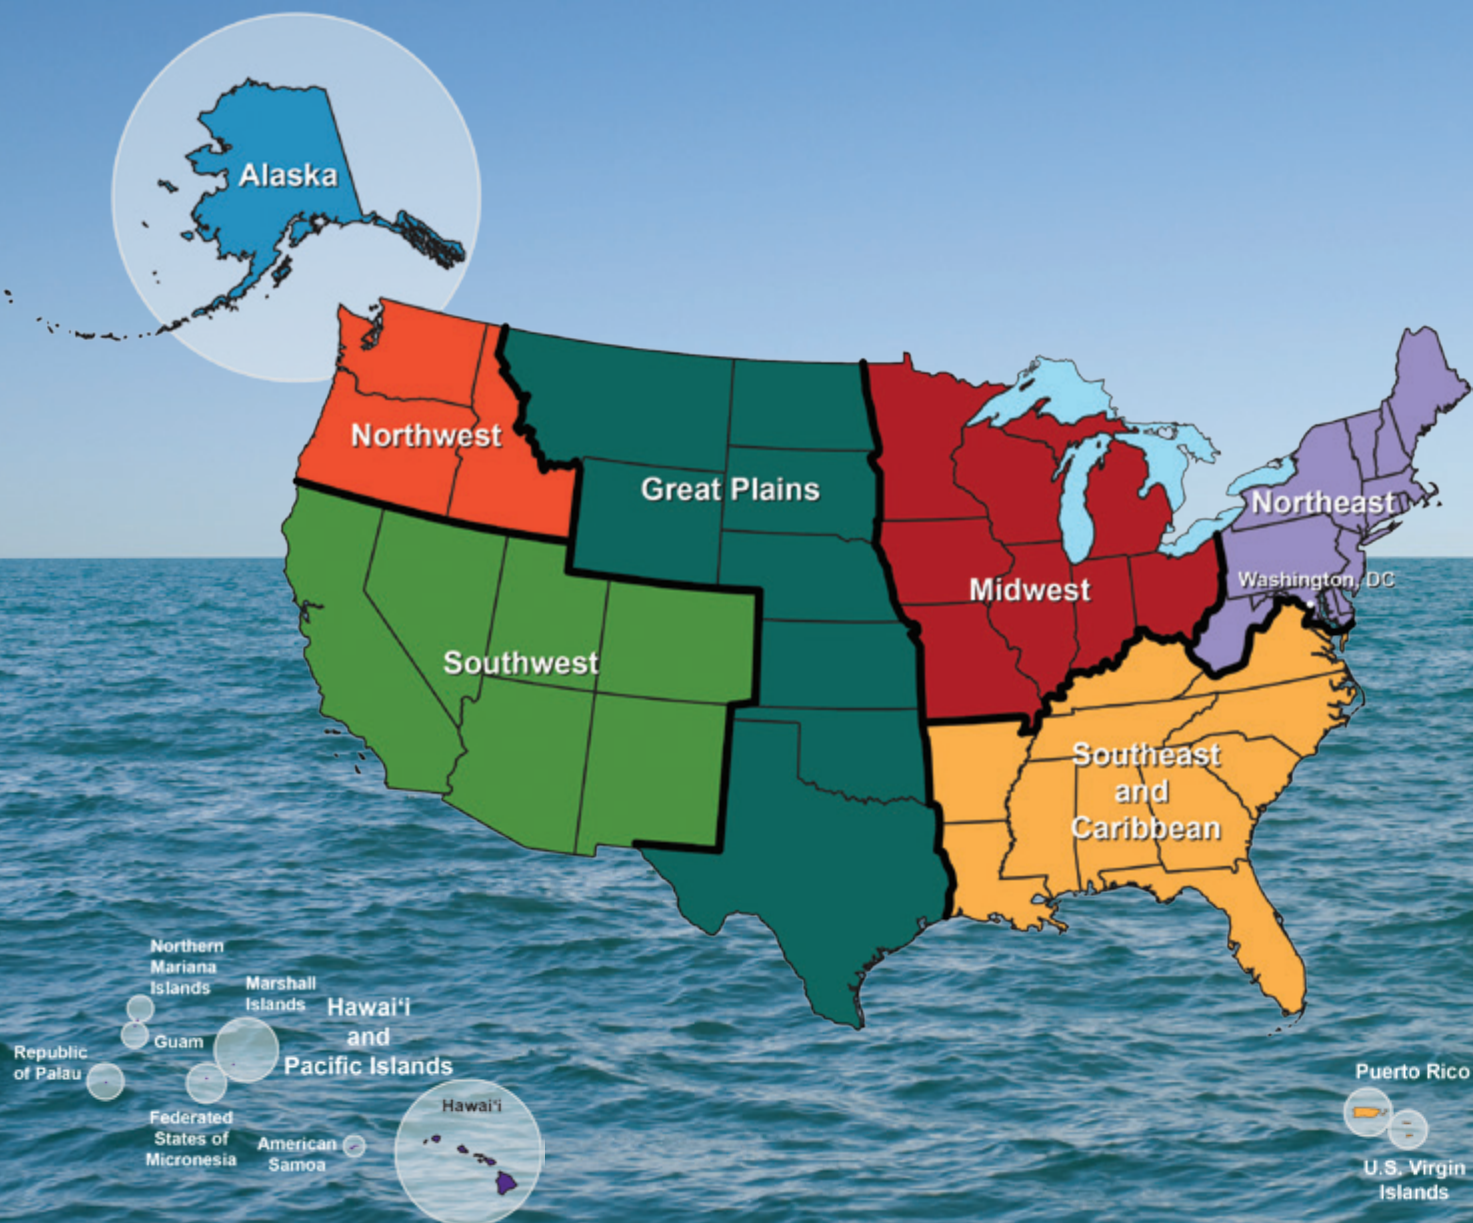 Alaska
Northwest
Great Plains
Midwest
Northeast
Washington, DC
Southwest
Southeast
and
Caribbean
Northern
Mariana
Islands
Marshall
Islands
Hawai‘i
and
Pacific Islands
Guam
Republic
of Palau
Federated
States of
Micronesia
American
Samoa
Hawai‘i
Puerto Rico
U.S. Virgin
Islands